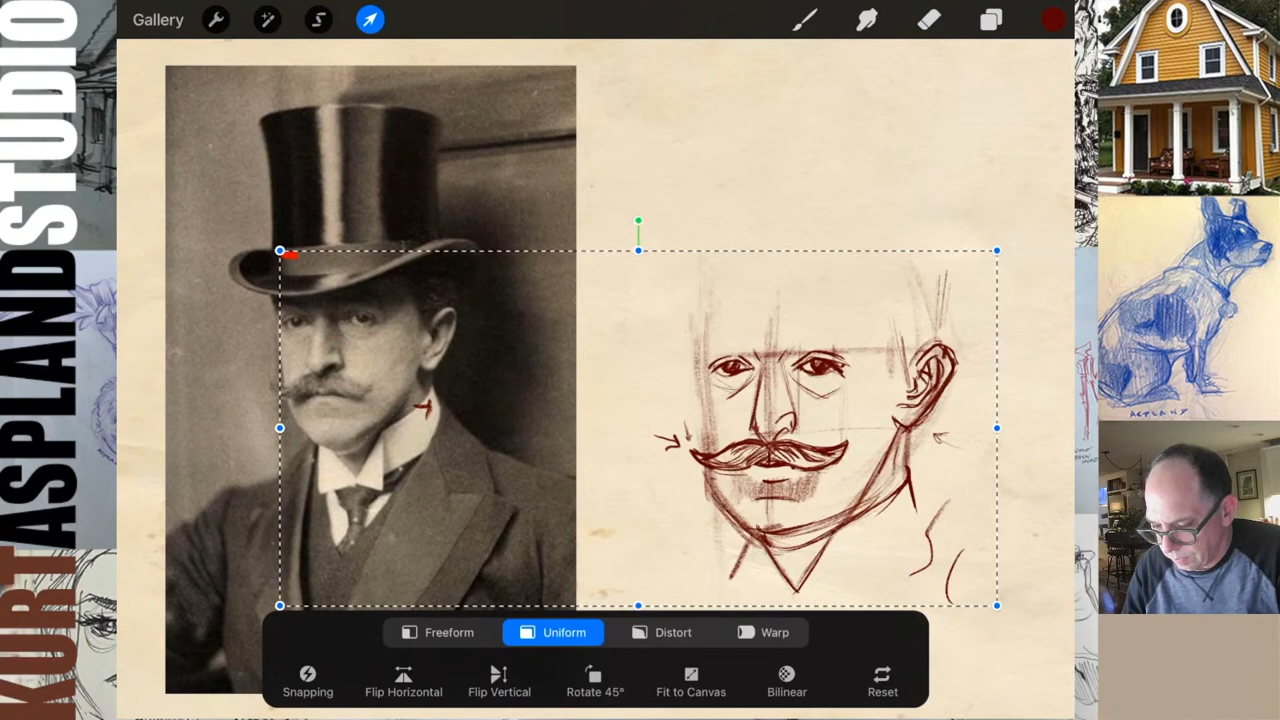 KURT ASPLAND STUDIO
Gallery
Freeform
Uniform
Distort
Warp
Snapping
Flip Horizontal
Flip Vertical
Rotate 45°
Fit to Canvas
Bilinear
Reset